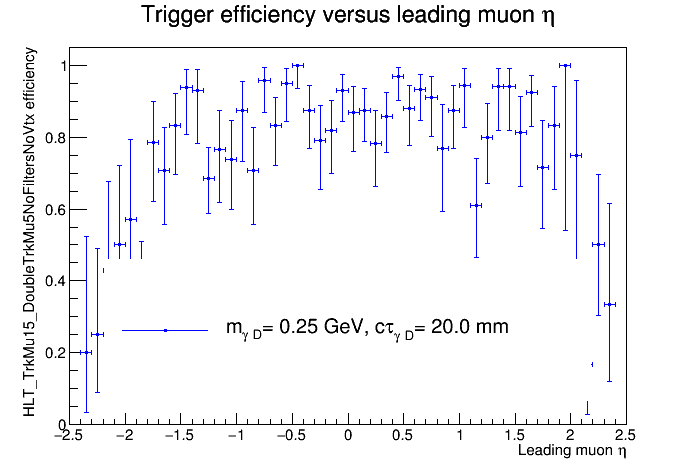 Trigger efficiency versus leading muon η
HLT_TrkMu15_DoubleTrkMu5NoFiltersNoVtx efficiency
1
0.8
0.6
0.4
0.2
0
mγ D= 0.25 GeV, cτγ D= 20.0 mm
−2.5 −2 −1.5 −1 −0.5 0 0.5 1 1.5 2 2.5
Leading muon η